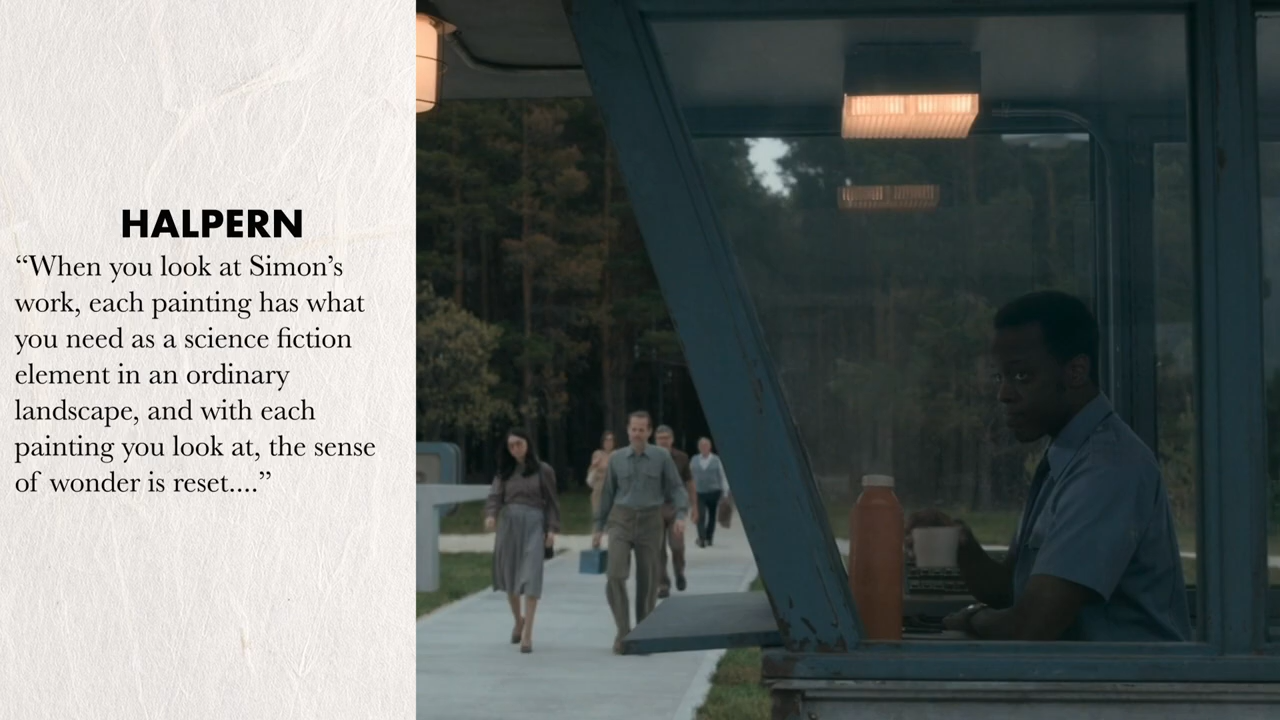 HALPERN
“When you look at Simon’s
work, each painting has what
you need as a science fiction
element in an ordinary
landscape, and with each
painting you look at, the sense
of wonder is reset....”